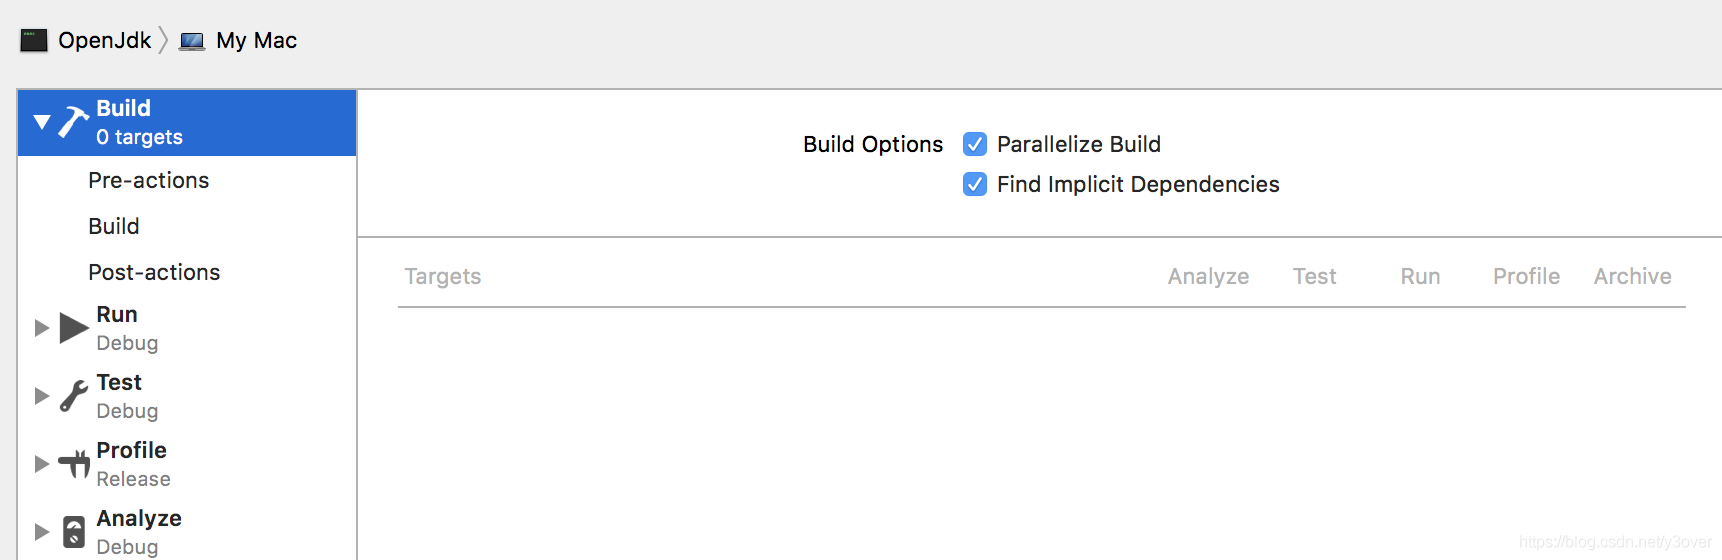 OpenJdk My Mac
Build
0 targets
Pre-actions
Build
Post-actions
Run
Debug
Test
Debug
Profile
Release
Analyze
Debug
Build Options Parallelize Build
Find Implicit Dependencies
Targets Analyze Test Run Profile Archive
https://blog.csdn.net/y3over